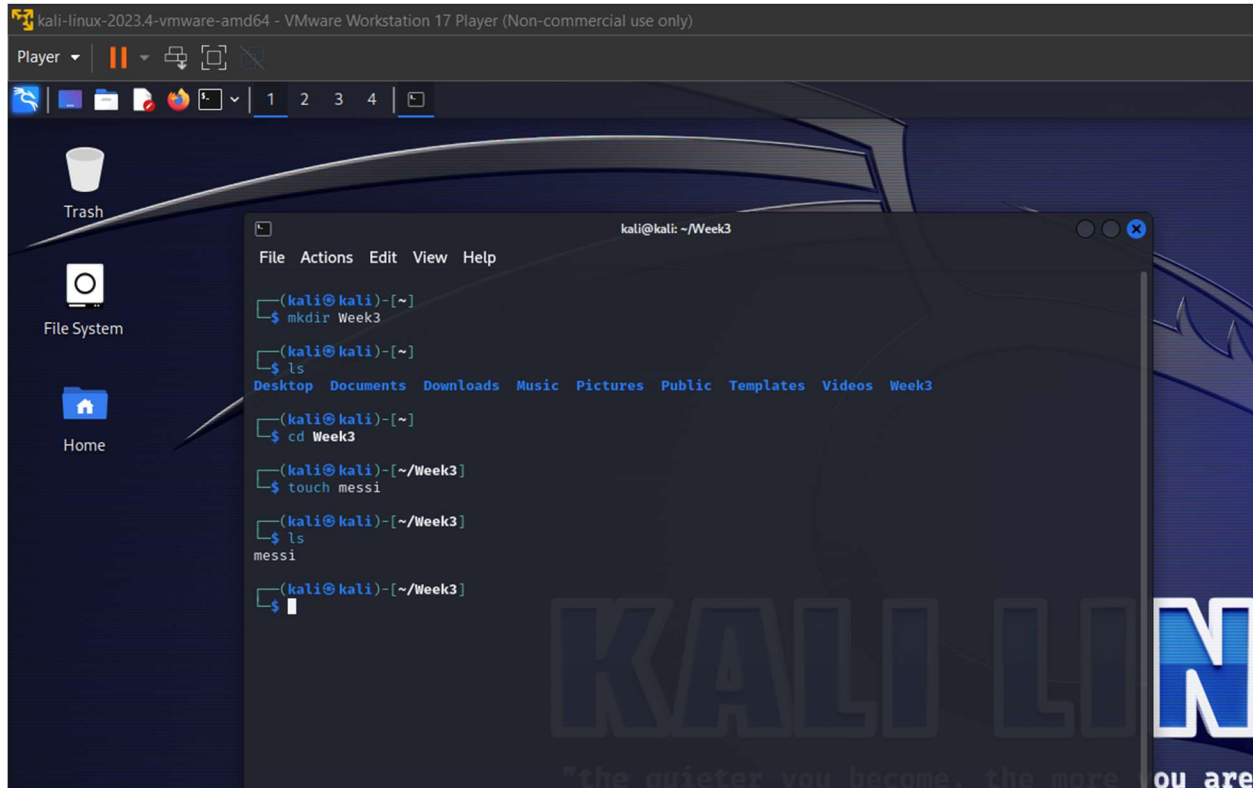 kali-linux-2023.4-vmware-amd64 - VMware Workstation 17 Player (Non-commercial use only)
Player
1 2 3 4
Trash
File System
Home
kali@kali: ~/Week3
File Actions Edit View Help
┌──(kali㉿kali)-[~]
└─$ mkdir Week3
┌──(kali㉿kali)-[~]
└─$ ls
Desktop Documents Downloads Music Pictures Public Templates Videos Week3
┌──(kali㉿kali)-[~]
└─$ cd Week3
┌──(kali㉿kali)-[~/Week3]
└─$ touch messi
┌──(kali㉿kali)-[~/Week3]
└─$ ls
messi
┌──(kali㉿kali)-[~/Week3]
└─$
KALI LIN
"the quieter you become, the more you are